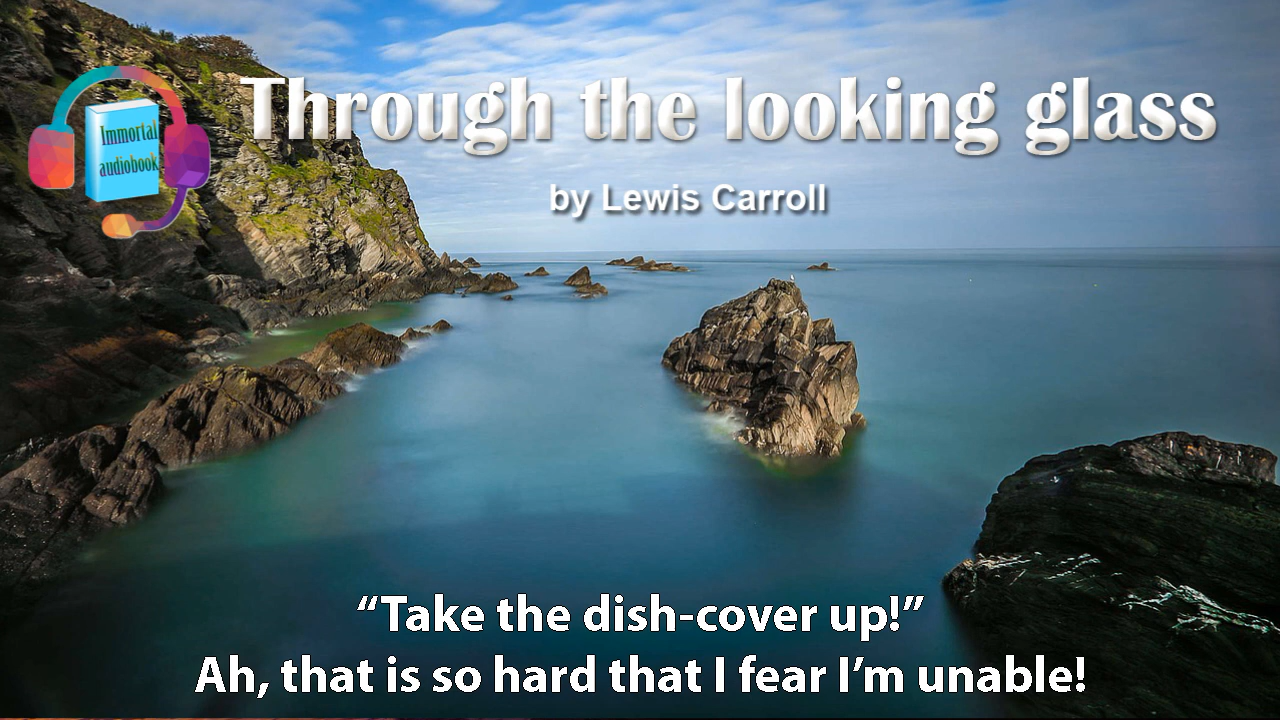 Immortal
audiobook
Through the looking glass
by Lewis Carroll
“Take the dish-cover up!”
Ah, that is so hard that I fear I’m unable!